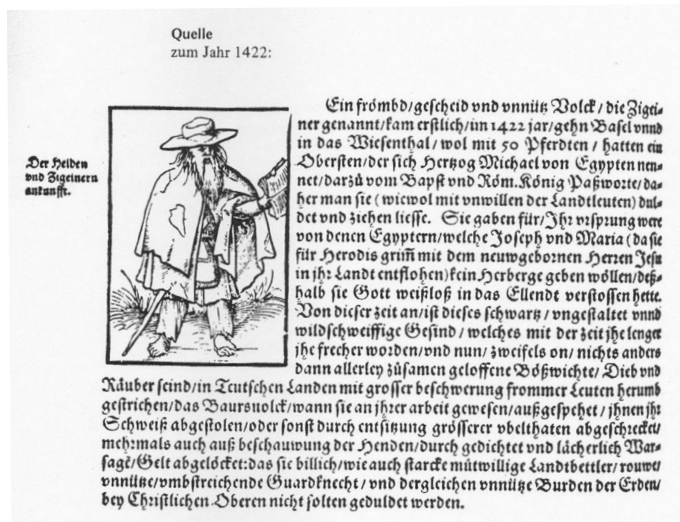 Quelle
zum Jahr 1422:
Der Heiden
vnd Zigeinern
ankunfft.
Ein frömbd/gescheid vnd vnnütz Volck/ die Zigei-
ner genannt/kam erstlich/im 1422 jar/gehn Basel vnnd
in das Wiesenthal/ wol mit 50 Pferdten / hatten ein
Obersten/der sich Hertzog Michael von Egypten nen-
net/darzů vom Bapst vnd Röm. König Paßworte/da-
her man sie (wiewol mit vnwillen der Landtleuten) dul-
det vnd ziehen liesse. Sie gaben für/Jhr vrsprung were
von denen Egyptern/welche Joseph vnd Maria (da sie
für Herodis grim̃ mit dem neuwgebornen Herren Jesu
in jhr Landt entflohen) kein Herberge geben wöllen/deß-
halb sie Gott weißloß in das Ellendt verstossen hette.
Von dieser zeit an/ist dieses schwartz / vngestaltet vnnd
wildschweiffige Gesind / welches mit der zeit jhe lenger
jhe frecher worden/vnd nun/ zweifels on/ nichts anders
dann allerley zůsamen geloffene Bößwichte/ Dieb vnd
Räuber seind/in Teutschen Landen mit grosser beschwerung frommer Leuten herumb
gestrichen/das Baursuolck/wann sie an jhrer arbeit gewesen/außgespehet / jhnen jhr
Schweiß abgestolen/oder sonst durch entsitzung grösserer vbelthaten abgeschrecket/
mehrmals auch auß beschauwung der Henden/durch gedichtet vnd lächerlich War-
sage/Gelt abgelöcket: das sie billich/wie auch starcke můtwillige Landtbettler/ rouwe/
vnnütze/vmbstreichende Guardknecht/ vnd dergleichen vnnütze Burden der Erden/
bey Christlichen Oberen nicht solten geduldet werden.